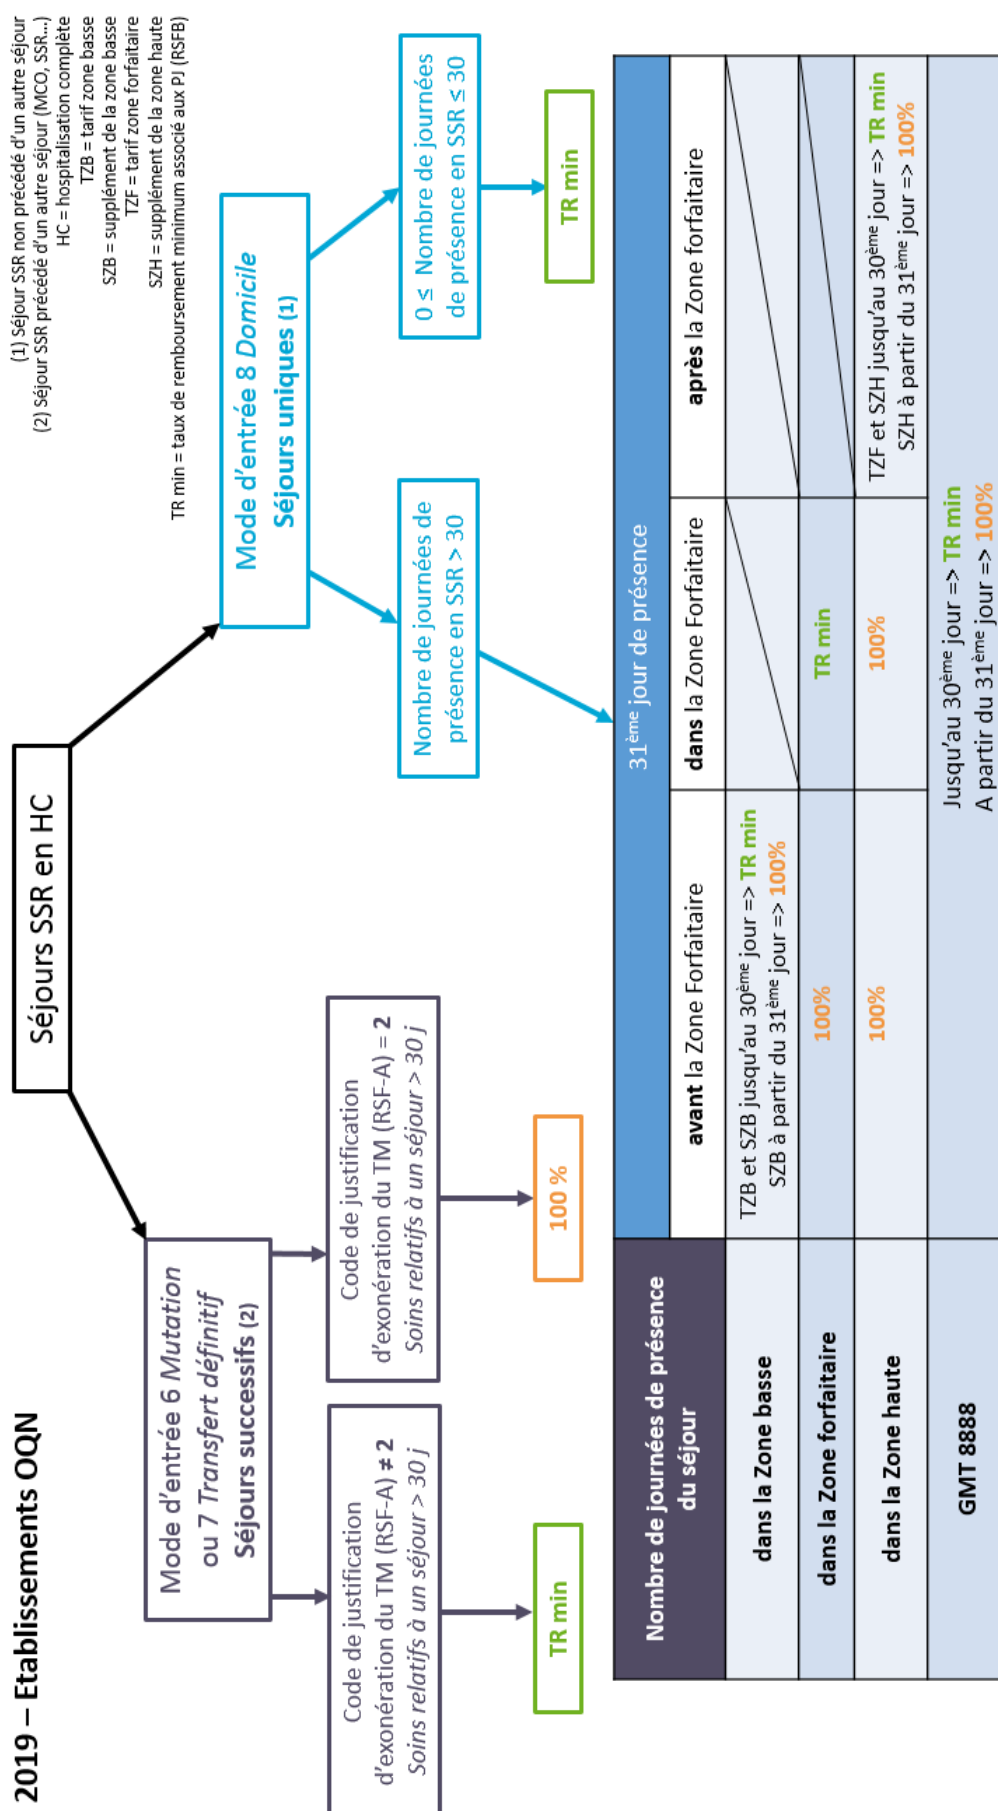 2019 – Etablissements OQN
Séjours SSR en HC
(1) Séjour SSR non précédé d'un autre séjour
(2) Séjour SSR précédé d'un autre séjour (MCO, SSR...)
HC = hospitalisation complète
TZB = tarif zone basse
SZB = supplément de la zone basse
TZF = tarif zone forfaitaire
SZH = supplément de la zone haute
TR min = taux de remboursement minimum associé aux PJ (RSFB)
Mode d'entrée 6 Mutation
ou 7 Transfert définitif
Séjours successifs (2)
Mode d'entrée 8 Domicile
Séjours uniques (1)
Code de justification
d'exonération du TM (RSF-A) ≠ 2
Soins relatifs à un séjour > 30 j
Code de justification
d'exonération du TM (RSF-A) = 2
Soins relatifs à un séjour > 30 j
Nombre de journées de
présence en SSR > 30
0 ≤ Nombre de journées
de présence en SSR ≤ 30
TR min
100 %
TR min
Nombre de journées de présence
du séjour
31ème jour de présence
avant la Zone Forfaitaire
dans la Zone Forfaitaire
après la Zone forfaitaire
dans la Zone basse
TZB et SZB jusqu'au 30ème jour => TR min
SZB à partir du 31ème jour => 100%
dans la Zone forfaitaire
100%
TR min
dans la Zone haute
100%
100%
TZF et SZH jusqu'au 30ème jour => TR min
SZH à partir du 31ème jour => 100%
GMT 8888
Jusqu'au 30ème jour => TR min
A partir du 31ème jour => 100%